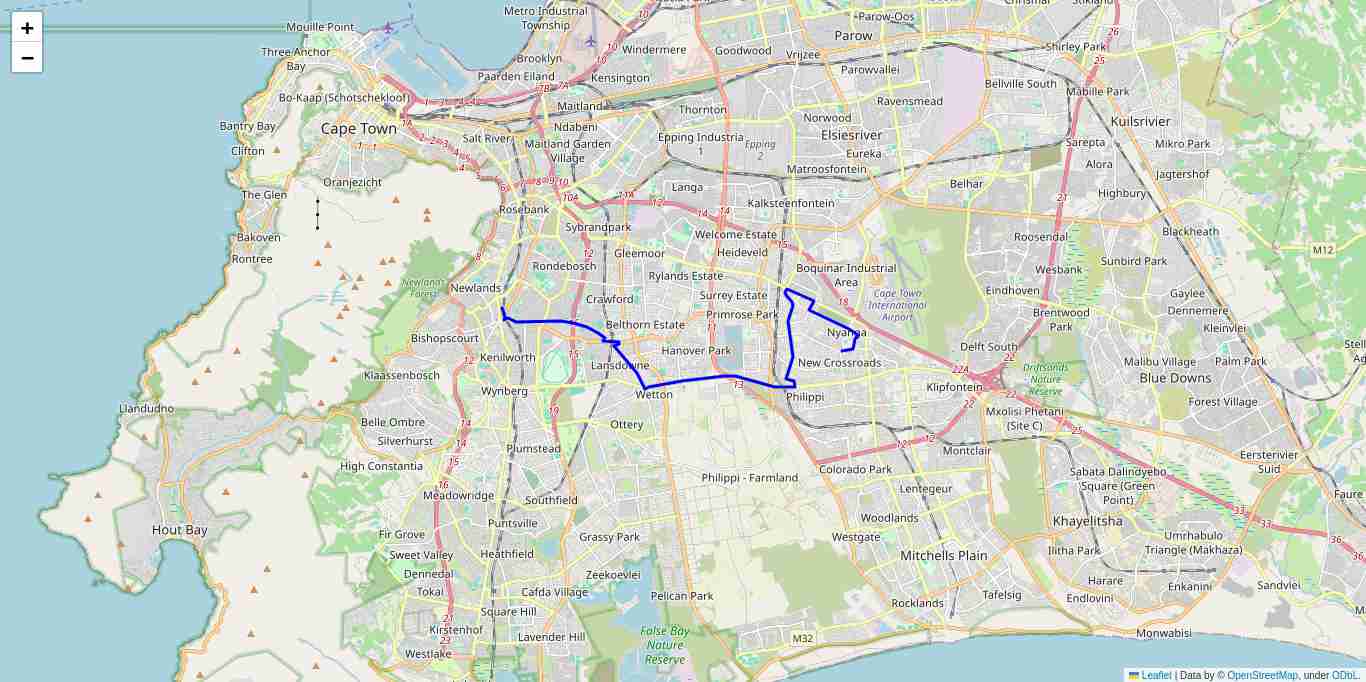 +
−
Mouille Point
Metro Industrial
Township
Parow-Oos
Chrismar
Stikland
Parow
Windermere
Goodwood
Vrijzee
Shirley Park
Three Anchor
Bay
Brooklyn
Paarden Eiland
Kensington
Parowvallei
Bellville South
Mabille Park
Bo-Kaap (Schotschekloof)
Maitland
Thornton
Ravensmead
Norwood
Kuilsrivier
Bantry Bay
Cape Town
Salt River
Ndabeni
Epping Industria
1
Epping
2
Elsiesriver
Clifton
Maitland Garden
Village
Eureka
Sarepta
Mikro Park
Matroosfontein
Alora
Jagtershof
Oranjezicht
Langa
Belhar
Highbury
The Glen
Rosebank
Kalksteenfontein
Sybrandpark
Welcome Estate
Blackheath
Bakoven
Rontree
Gleemoor
Heideveld
Roosendal
M12
Rondebosch
Rylands Estate
Boquinar Industrial
Area
Wesbank
Sunbird Park
Newlands
Newlands
Forest
Crawford
Surrey Estate
Cape Town
International
Airport
Eindhoven
Gaylee
Dennemere
Primrose Park
Brentwood
Park
Kleinvlei
Bishopscourt
Belthorn Estate
Nyanga
Kenilworth
Lansdowne
Hanover Park
New Crossroads
Delft South
Malibu Village
Palm Park
Klaassenbosch
Wynberg
Wetton
Philippi
Klipfontein
Driftsands
Nature
Reserve
Blue Downs
Llandudno
Belle Ombre
Ottery
Mxolisi Phetani
(Site C)
Forest Village
Silverhurst
Plumstead
Montclair
High Constantia
Colorado Park
Eersterivier
Suid
Philippi - Farmland
Sabata Dalindyebo
Square (Green
Point)
Meadowridge
Southfield
Lentegeur
Faure
Hout Bay
Puntsville
Woodlands
Khayelitsha
Fir Grove
Grassy Park
Westgate
Umrhabulo
Triangle (Makhaza)
Sweet Valley
Heathfield
Mitchells Plain
Ilitha Park
Dennedal
Zeekoevlei
Harare
Enkanini
Sandvlei
Tokai
Cafda Village
Pelican Park
Tafelsig
Endlovini
Rocklands
Square Hill
Kirstenhof
Lavender Hill
False Bay
Nature
Reserve
M32
Monwabisi
Westlake
Leaflet | Data by © OpenStreetMap, under ODbL.